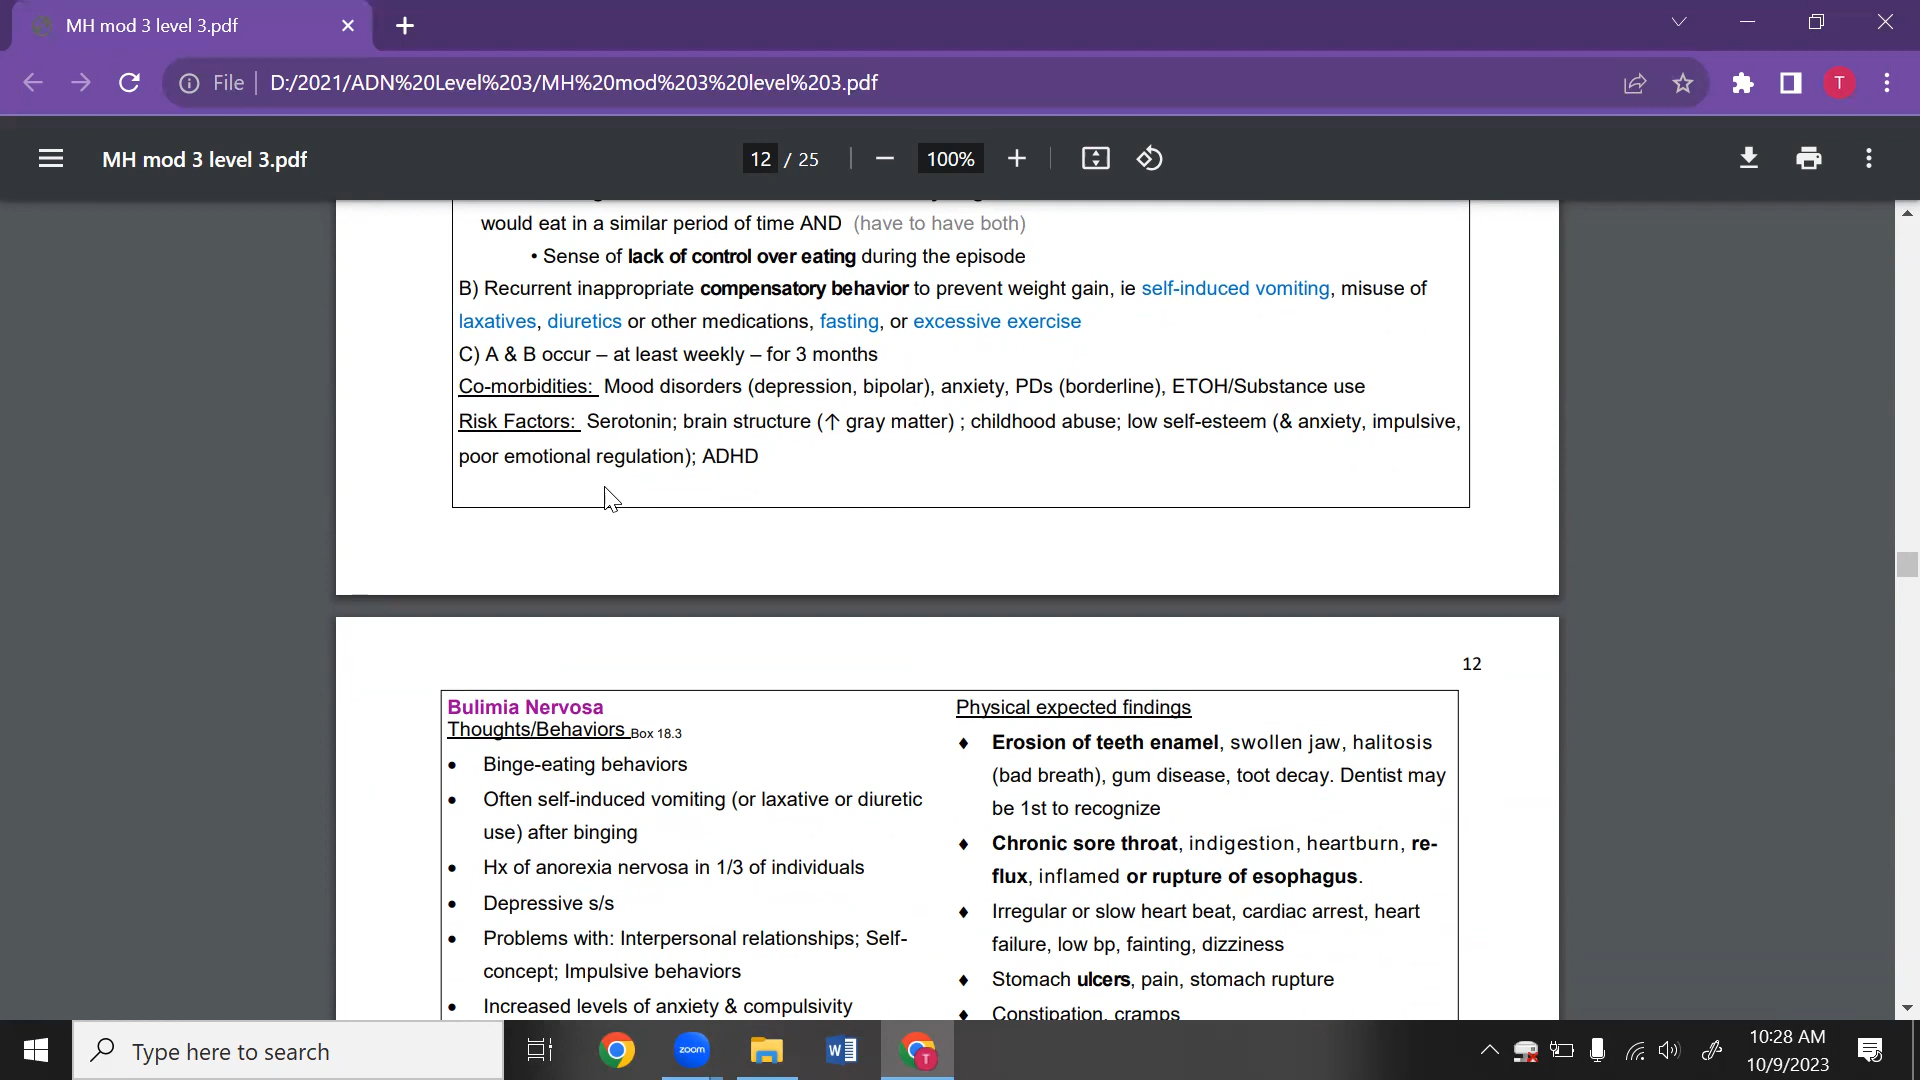 MH mod 3 level 3.pdf
File
D:/2021/ADN%20Level%203/MH%20mod%203%20level%203.pdf
T
MH mod 3 level 3.pdf
12 / 25
100%
would eat in a similar period of time AND (have to have both)
• Sense of lack of control over eating during the episode
B) Recurrent inappropriate compensatory behavior to prevent weight gain, ie self-induced vomiting, misuse of
laxatives, diuretics or other medications, fasting, or excessive exercise
C) A & B occur – at least weekly – for 3 months
Co-morbidities: Mood disorders (depression, bipolar), anxiety, PDs (borderline), ETOH/Substance use
Risk Factors: Serotonin; brain structure (↑ gray matter) ; childhood abuse; low self-esteem (& anxiety, impulsive,
poor emotional regulation); ADHD
12
Bulimia Nervosa
Thoughts/Behaviors Box 18.3
• Binge-eating behaviors
• Often self-induced vomiting (or laxative or diuretic
use) after binging
• Hx of anorexia nervosa in 1/3 of individuals
• Depressive s/s
• Problems with: Interpersonal relationships; Self-
concept; Impulsive behaviors
• Increased levels of anxiety & compulsivity
Physical expected findings
♦ Erosion of teeth enamel, swollen jaw, halitosis
(bad breath), gum disease, toot decay. Dentist may
be 1st to recognize
♦ Chronic sore throat, indigestion, heartburn, re-
flux, inflamed or rupture of esophagus.
♦ Irregular or slow heart beat, cardiac arrest, heart
failure, low bp, fainting, dizziness
♦ Stomach ulcers, pain, stomach rupture
♦ Constipation, cramps
Type here to search
zoom
W
T
10:28 AM
10/9/2023